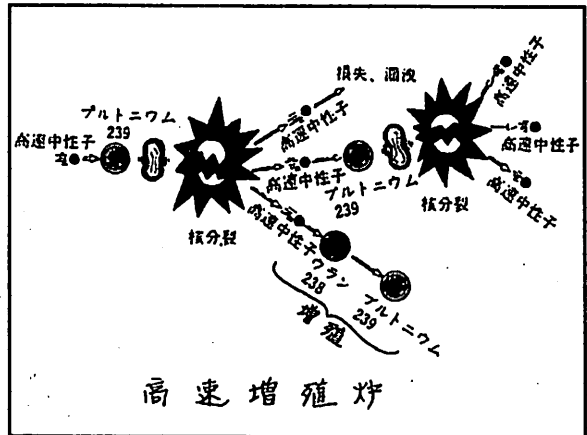 プルトニウム
239
高速中性子
核分裂
損失、漏洩
高速中性子
高速中性子
プルトニウム
239
核分裂
高速中性子
高速中性子
高速中性子
高速中性子
ウラン
238
プルトニウム
239
増殖
高速増殖炉